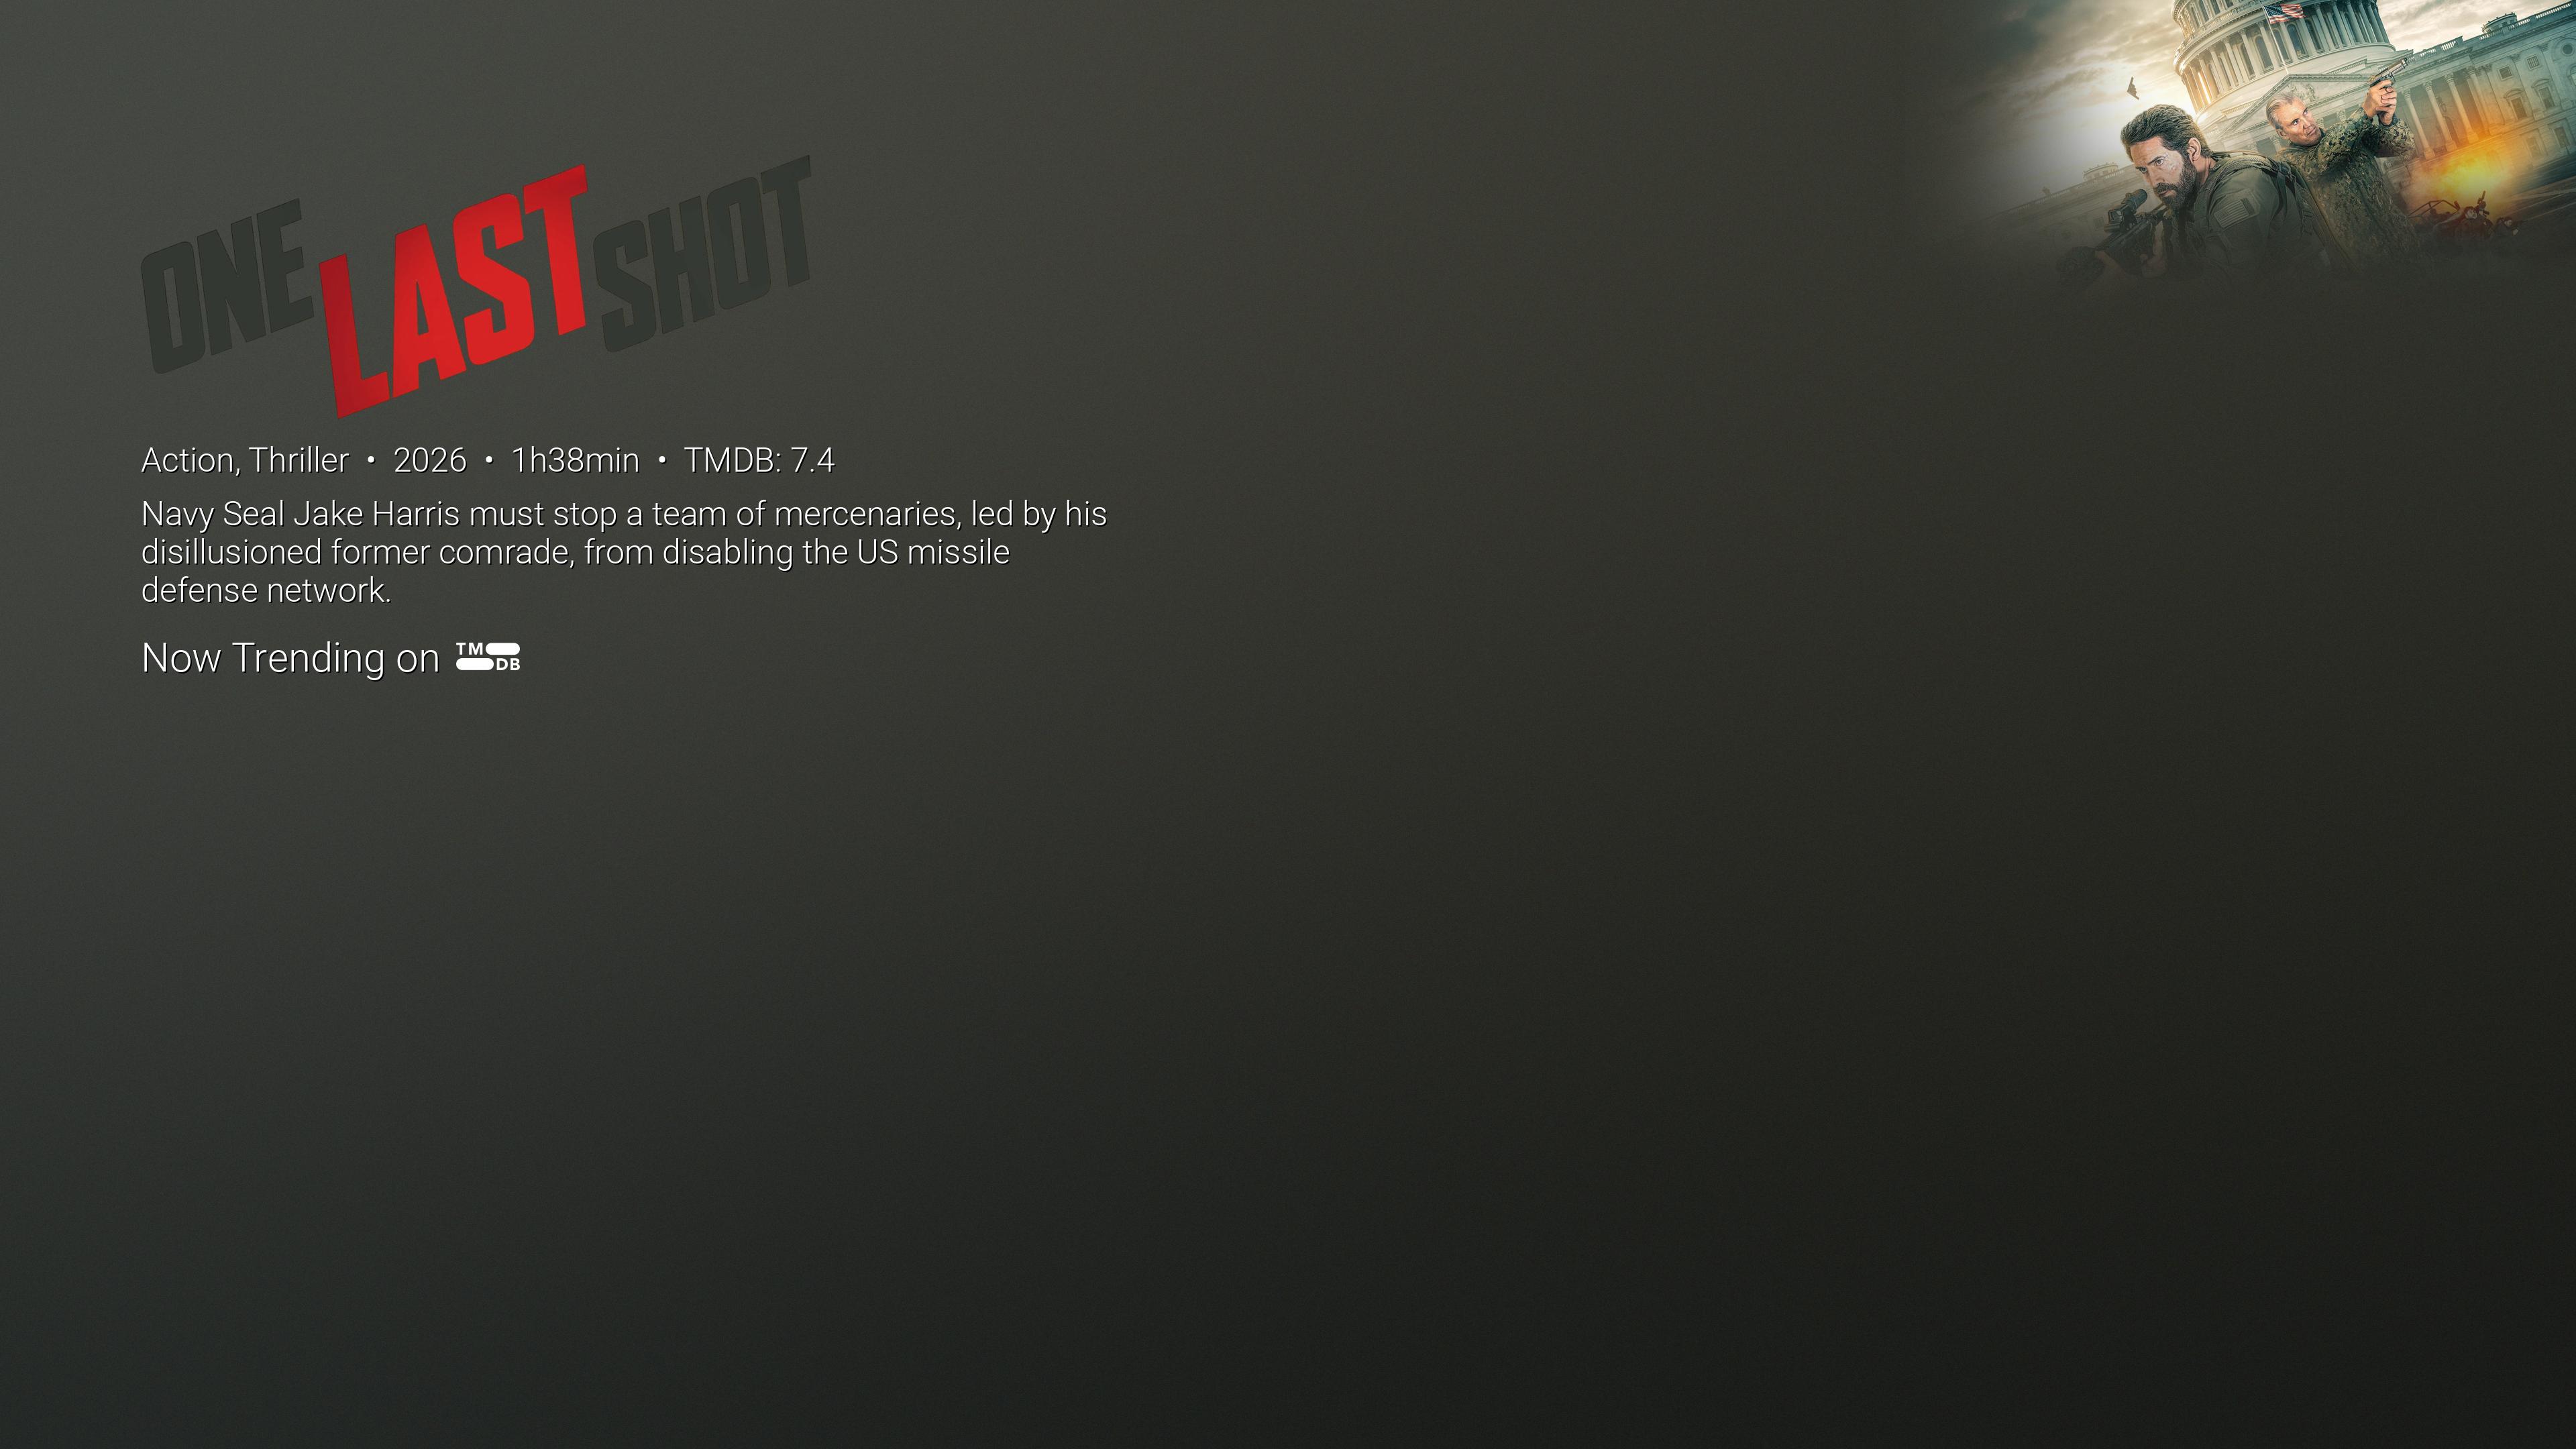 ONE LAST SHOT
Action, Thriller • 2026 • 1h38min • TMDB: 7.4
Navy Seal Jake Harris must stop a team of mercenaries, led by his
disillusioned former comrade, from disabling the US missile
defense network.
Now Trending on TMDB